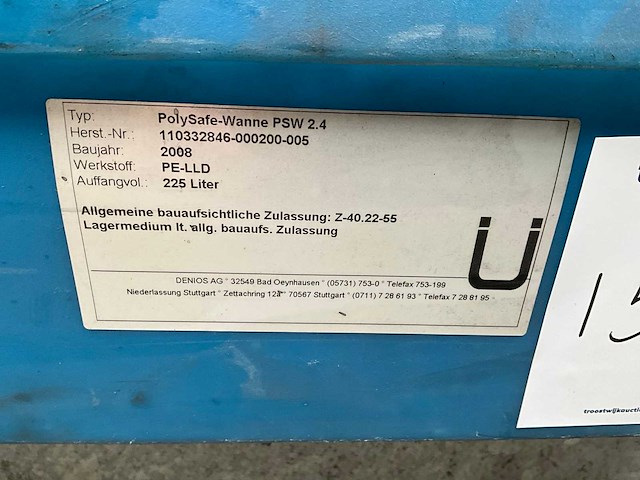 Typ: PolySafe-Wanne PSW 2.4
Herst.-Nr.: 110332846-000200-005
Baujahr: 2008
Werkstoff: PE-LLD
Auffangvol.: 225 Liter
Allgemeine bauaufsichtliche Zulassung: Z-40.22-55
Lagermedium lt. allg. bauaufs. Zulassung
Ü
DENIOS AG * 32549 Bad Oeynhausen * (05731) 753-0 * Telefax 753-199
Niederlassung Stuttgart * Zettachring 12a * 70567 Stuttgart * (0711) 7 28 61 93 * Telefax 7 28 81 95
15